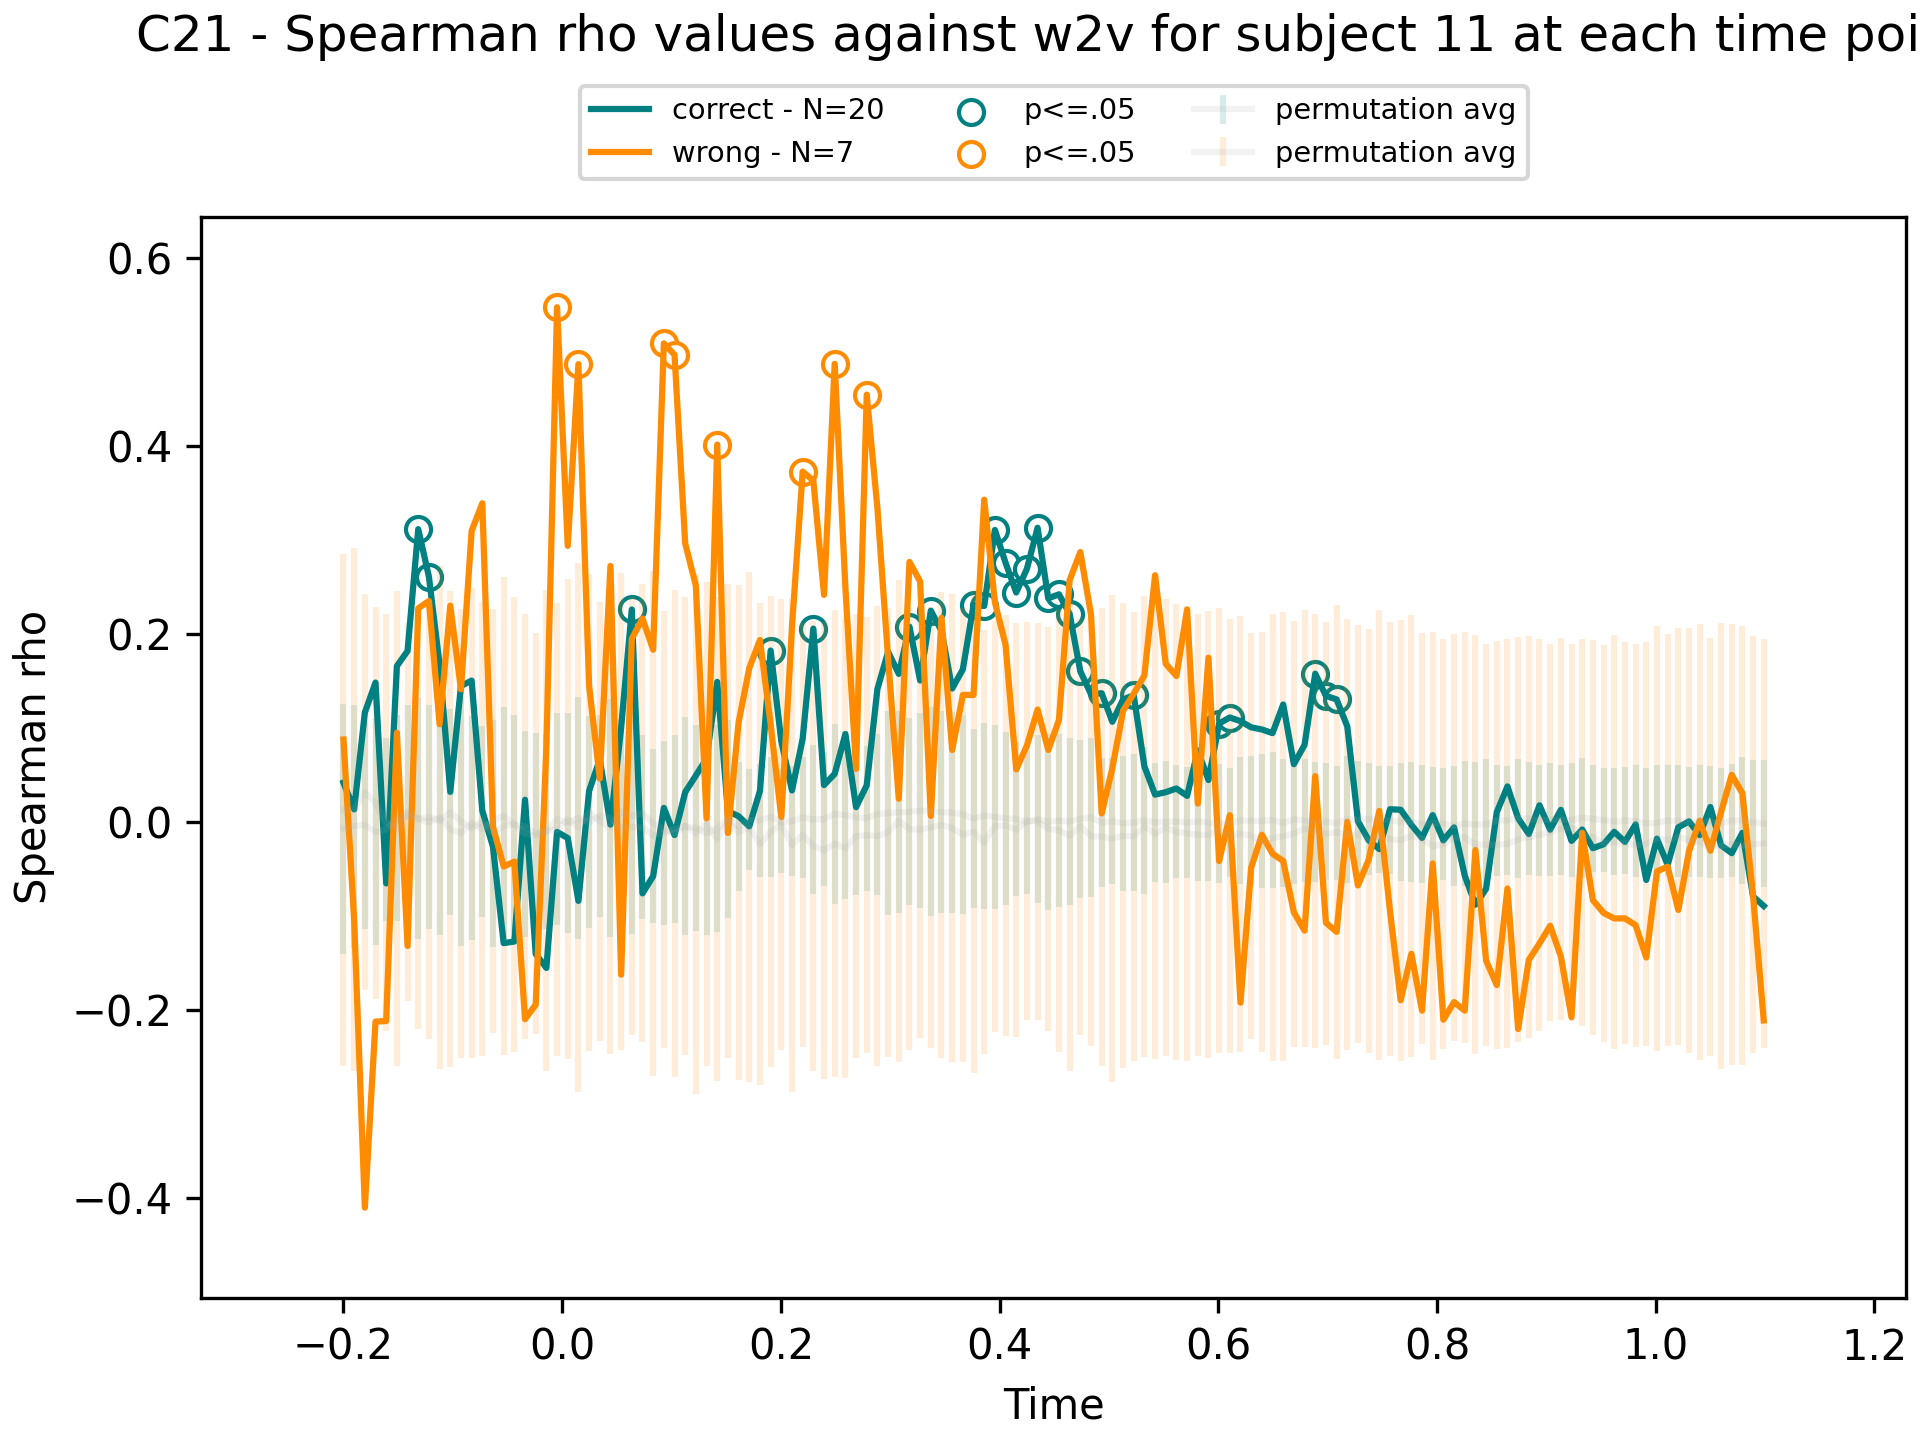 C21 - Spearman rho values against w2v for subject 11 at each time poi
correct - N=20
wrong - N=7
p<=.05
p<=.05
permutation avg
permutation avg
0.6
0.4
0.2
0.0
−0.2
−0.4
Spearman rho
−0.2 0.0 0.2 0.4 0.6 0.8 1.0 1.2
Time